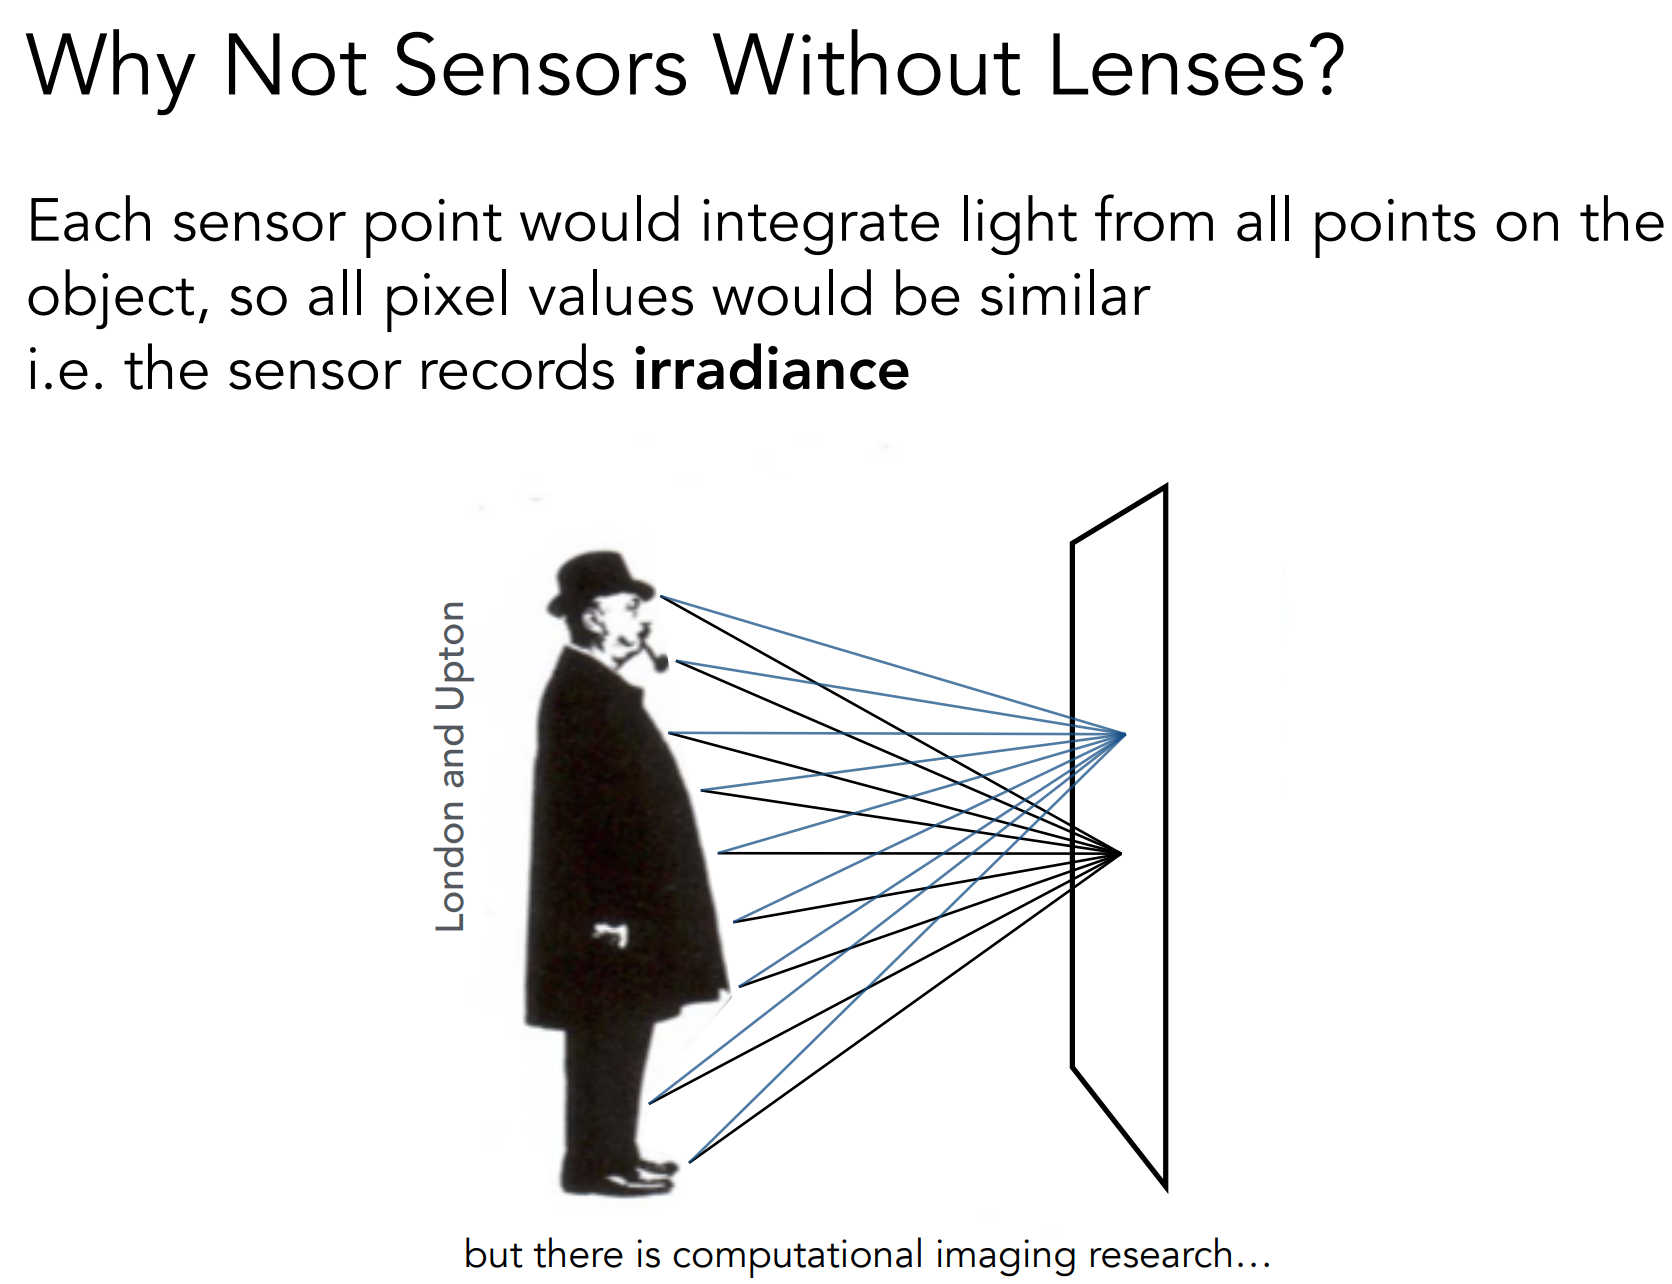 Why Not Sensors Without Lenses?
Each sensor point would integrate light from all points on the
object, so all pixel values would be similar
i.e. the sensor records irradiance
London and Upton
but there is computational imaging research…